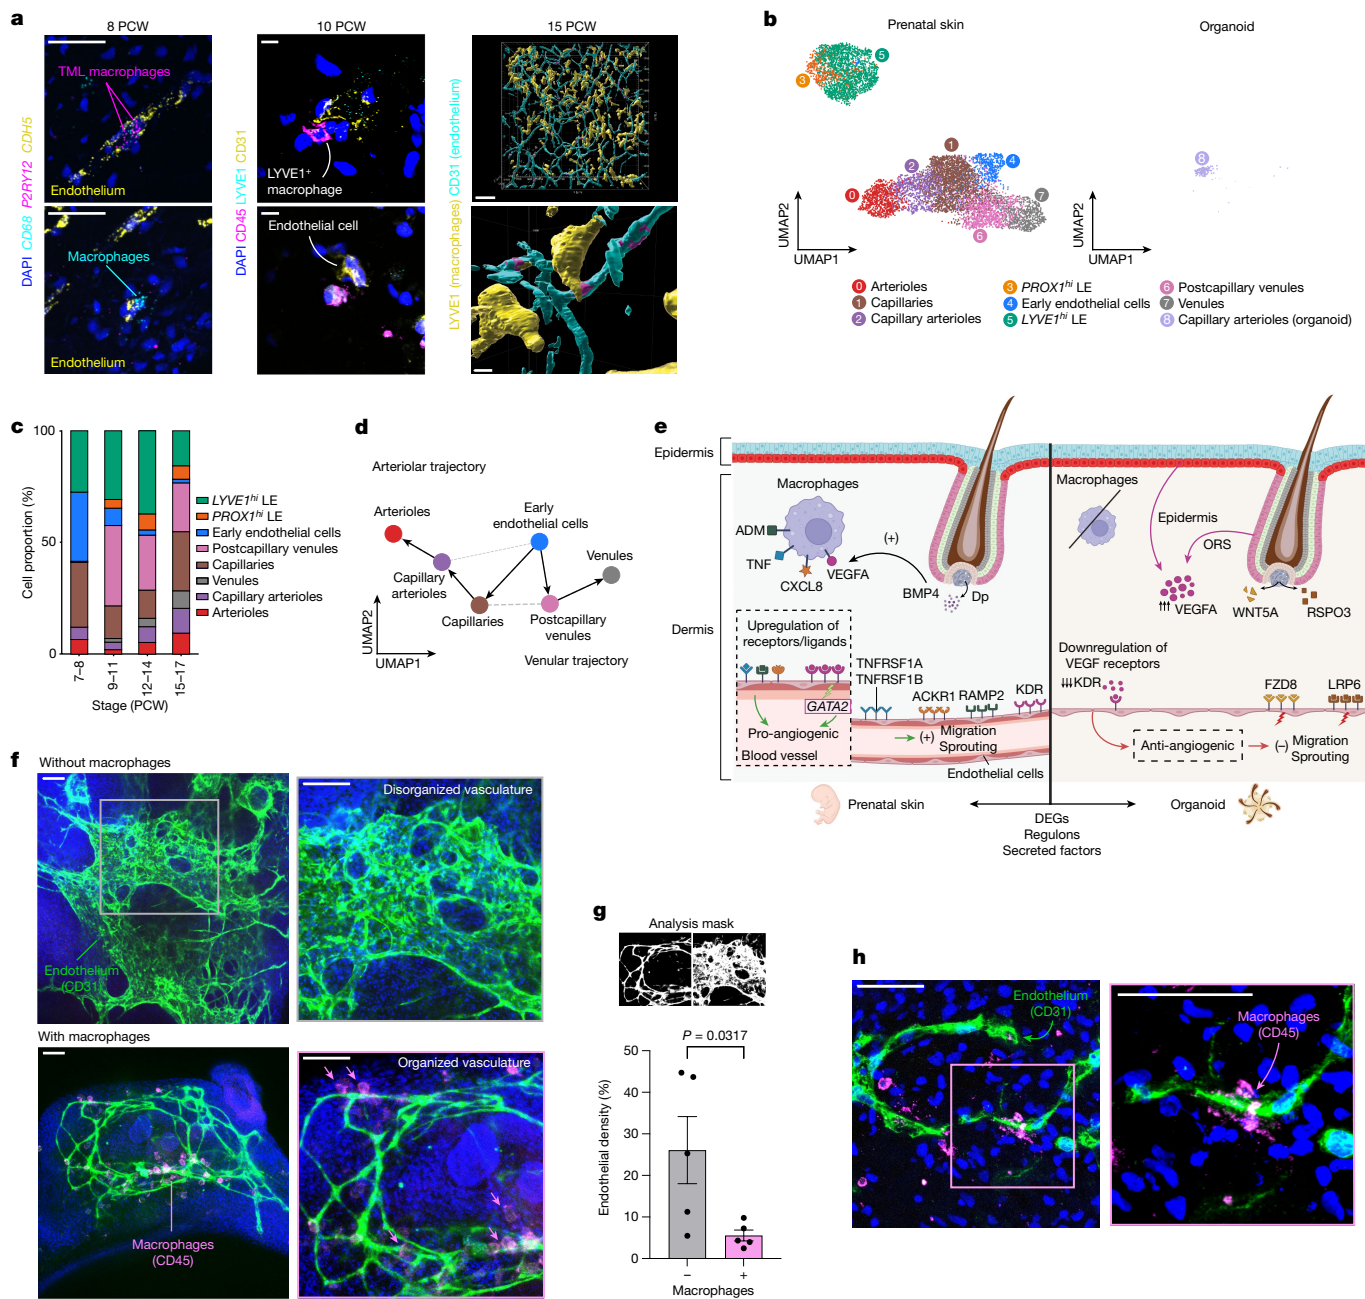 a
8 PCW
10 PCW
15 PCW
DAPI CD68 P2RY12 CDH5
TML macrophages
Endothelium
Macrophages
Endothelium
DAPI CD45 LYVE1 CD31
LYVE1+
macrophage
Endothelial cell
LYVE1 (macrophages) CD31 (endothelium)
b
Prenatal skin
Organoid
0
1
2
3
4
5
6
7
8
UMAP2
UMAP1
UMAP2
UMAP1
0 Arterioles
1 Capillaries
2 Capillary arterioles
3 PROX1hi LE
4 Early endothelial cells
5 LYVE1hi LE
6 Postcapillary venules
7 Venules
8 Capillary arterioles (organoid)
c
Cell proportion (%)
100
50
0
7–8
9–11
12–14
15–17
Stage (PCW)
LYVE1hi LE
PROX1hi LE
Early endothelial cells
Postcapillary venules
Capillaries
Venules
Capillary arterioles
Arterioles
d
Arteriolar trajectory
Arterioles
Early
endothelial cells
Venules
Capillary
arterioles
Capillaries
Postcapillary
venules
UMAP2
UMAP1
Venular trajectory
e
Epidermis
Dermis
Macrophages
ADM
TNF
CXCL8
VEGFA
(+)
BMP4
Dp
Upregulation of
receptors/ligands
GATA2
Pro-angiogenic
Blood vessel
TNFRSF1A
TNFRSF1B
ACKR1
RAMP2
KDR
(+) Migration
Sprouting
Endothelial cells
Macrophages
Epidermis
ORS
VEGFA
WNT5A
RSPO3
Downregulation of
VEGF receptors
KDR
FZD8
LRP6
Anti-angiogenic
(–) Migration
Sprouting
Prenatal skin
Organoid
DEGs
Regulons
Secreted factors
f
Without macrophages
Endothelium
(CD31)
Disorganized vasculature
With macrophages
Macrophages
(CD45)
Organized vasculature
g
Analysis mask
P = 0.0317
Endothelial density (%)
50
40
30
20
10
0
–
+
Macrophages
h
Endothelium
(CD31)
Macrophages
(CD45)